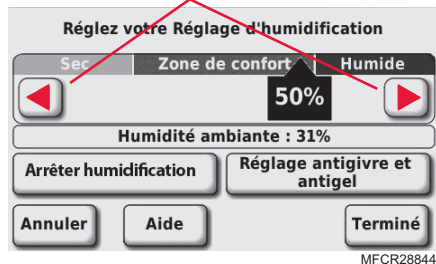 Réglez votre Réglage d'humidification
Sec Zone de confort Humide
50%
Humidité ambiante : 31%
Arrêter humidification
Réglage antigivre et
antigel
Annuler Aide Terminé
MFCR28844